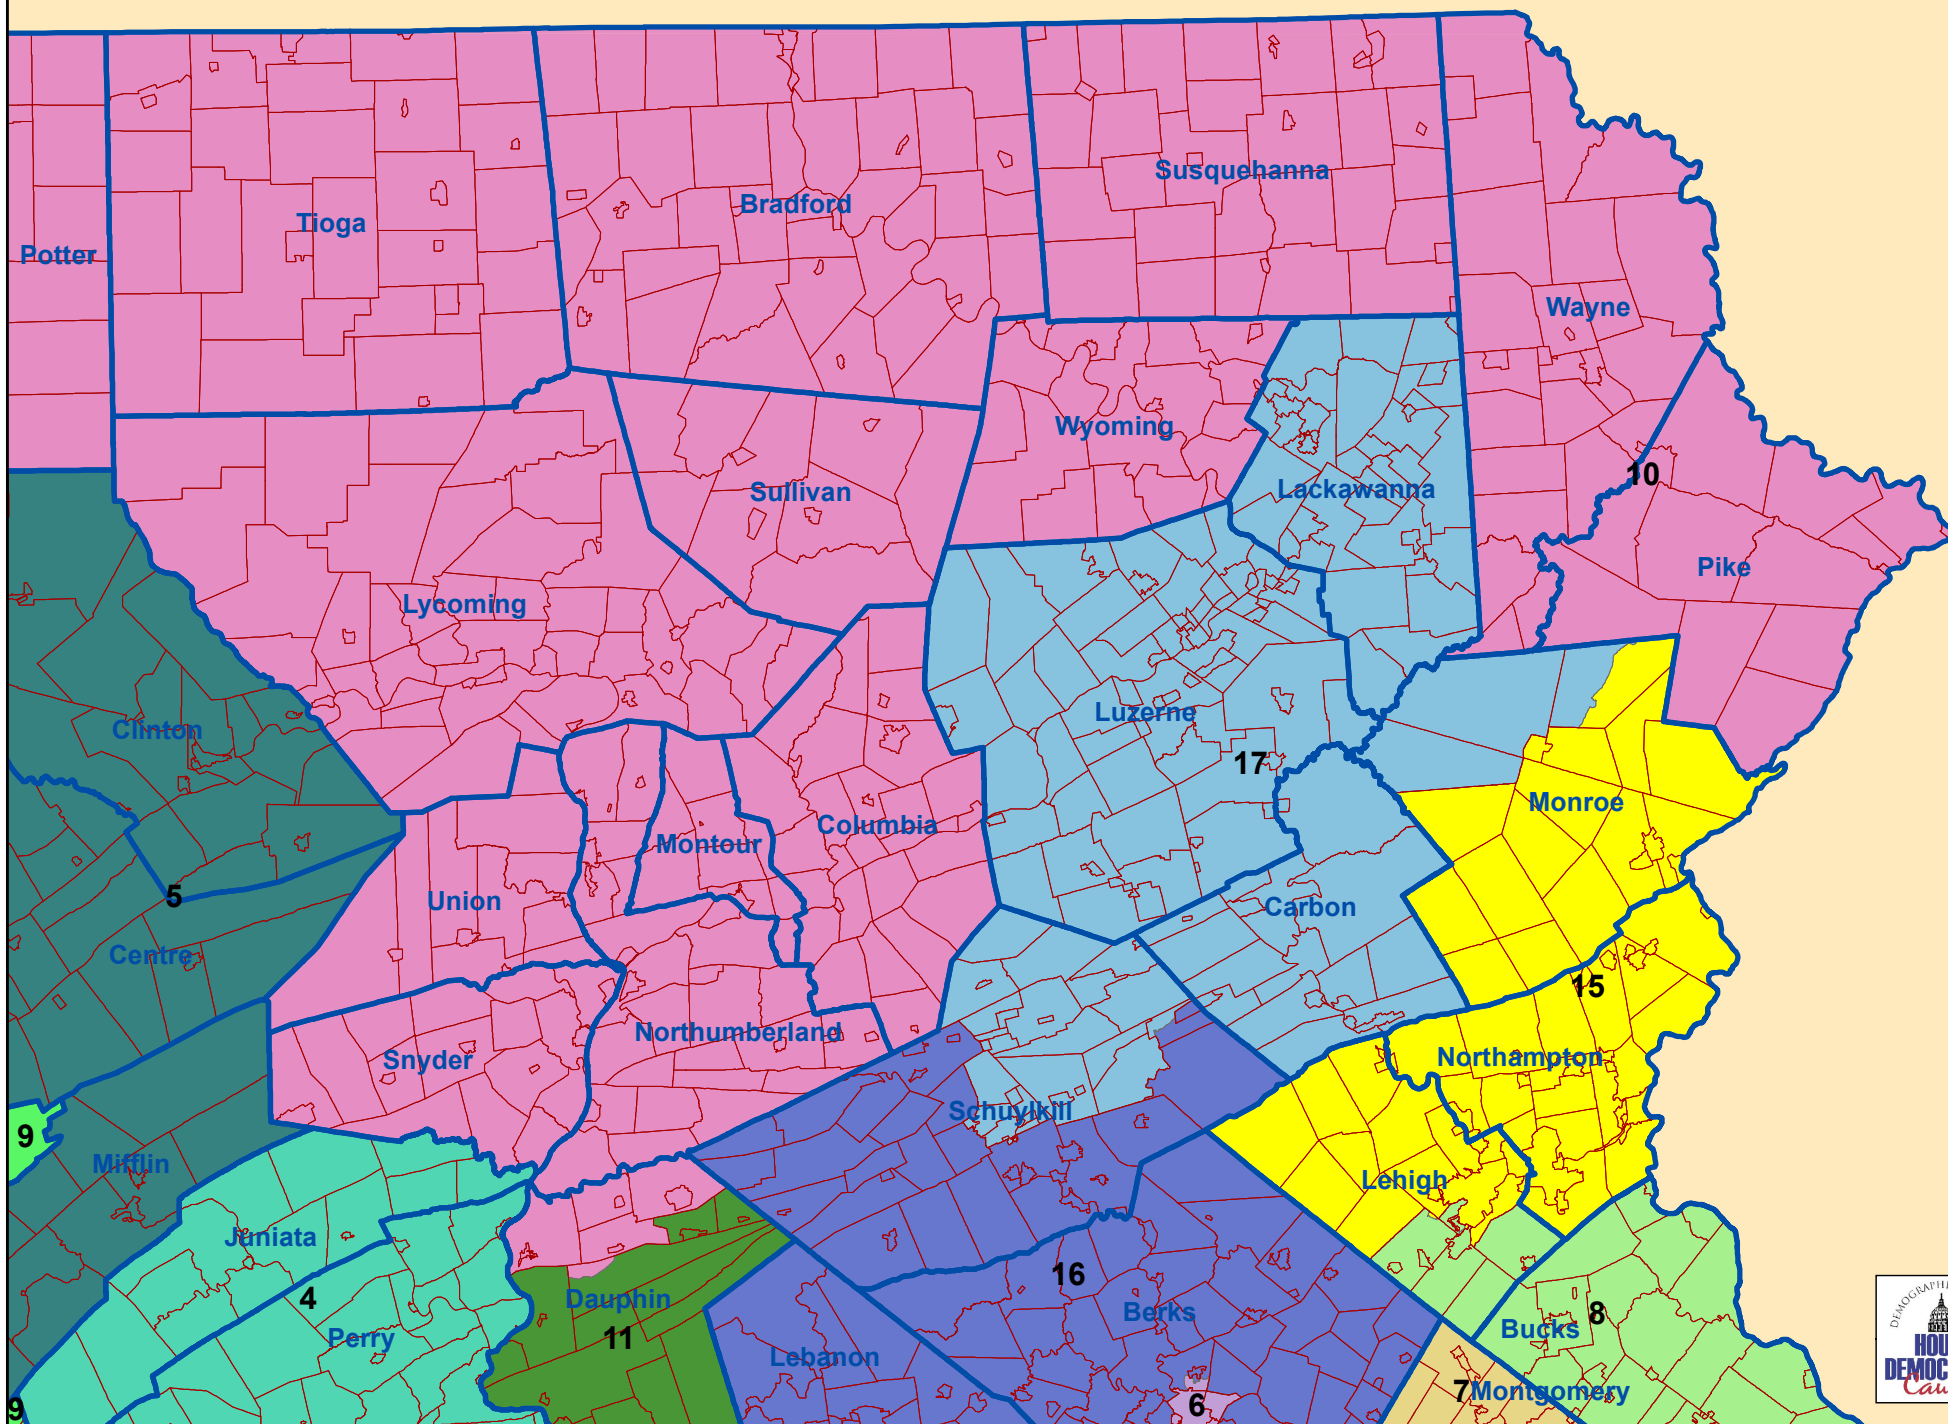 Susquehanna
Bradford
Tioga
Potter
Wayne
Wyoming
10
Lackawanna
Sullivan
Pike
Lycoming
Luzerne
Clinton
17
Monroe
Columbia
Montour
5
Union
Carbon
Centre
15
Northumberland
Snyder
Northampton
Schuylkill
9
Mifflin
Lehigh
Juniata
16
4
Dauphin
Berks
8
Perry
11
Bucks
Lebanon
7
Montgomery
6
9
HOU
DEMOC